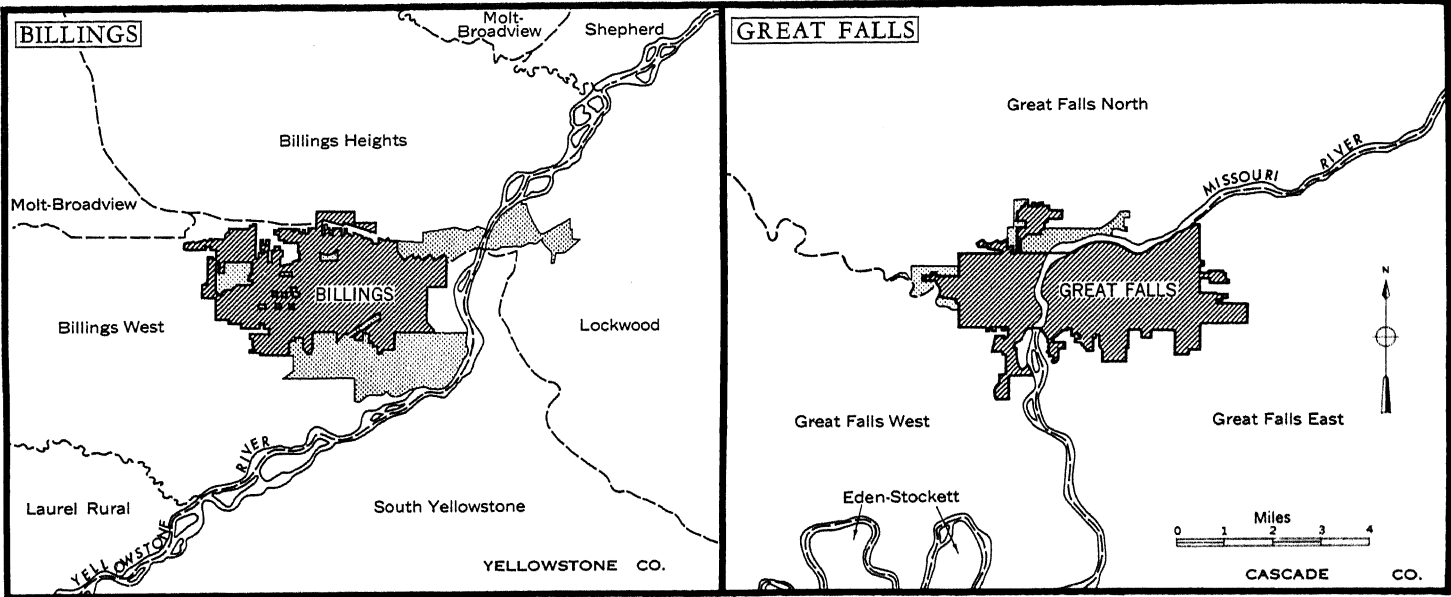 BILLINGS
Molt-
Broadview
Shepherd
Billings Heights
Molt-Broadview
BILLINGS
Billings West
Lockwood
RIVER
Laurel Rural
South Yellowstone
YELLOWSTONE
YELLOWSTONE CO.
GREAT FALLS
Great Falls North
MISSOURI RIVER
N
GREAT FALLS
Great Falls West
Great Falls East
Eden-Stockett
Miles
0 1 2 3 4
CASCADE CO.